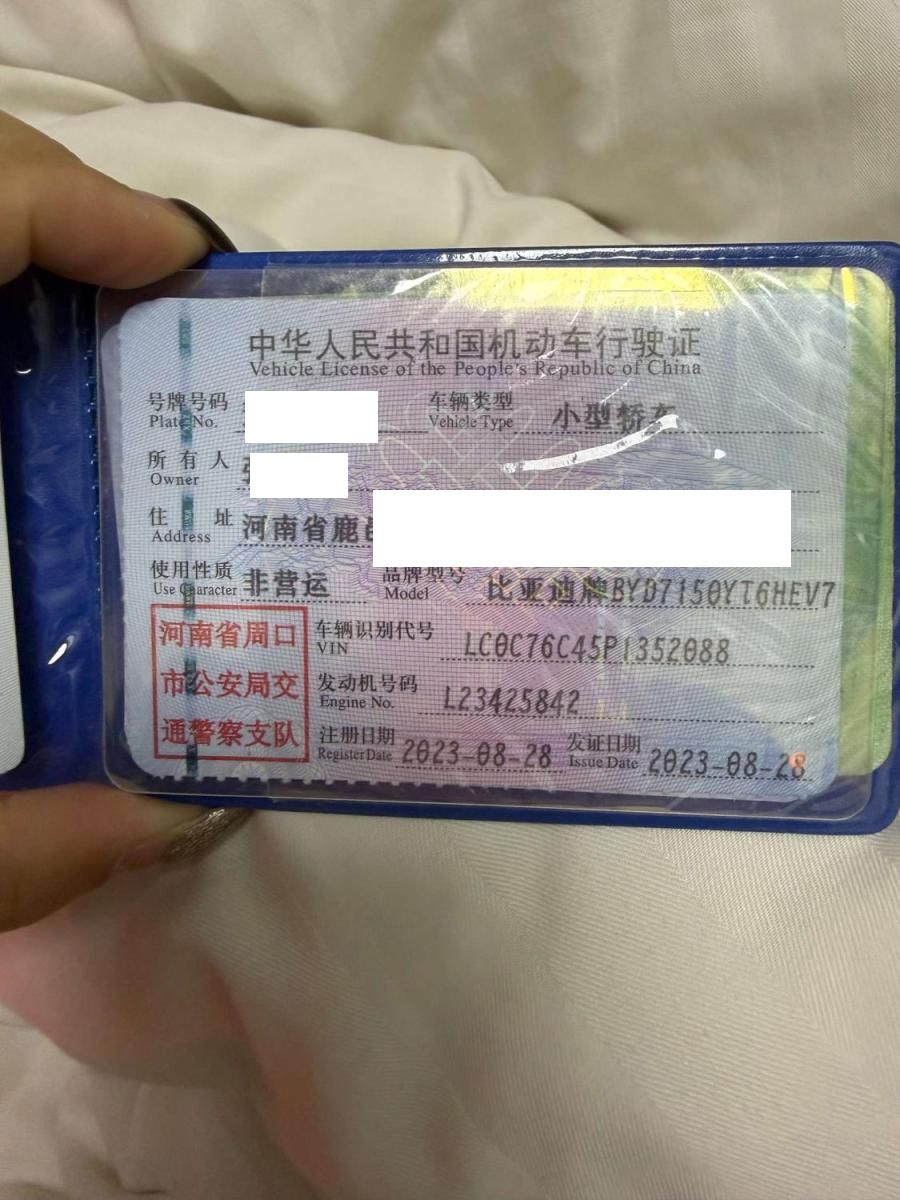 中华人民共和国机动车行驶证
Vehicle License of the People's Republic of China
号牌号码 Plate No. 车辆类型 Vehicle Type 小型轿车
所有人 Owner
住址 Address 河南省鹿
使用性质 Use Character 非营运 品牌型号 Model 比亚迪牌BYD7150YT6HEV7
河南省周口
市公安局交
通警察支队
车辆识别代号 VIN LC0C76C45P1352088
发动机号码 Engine No. L23425842
注册日期 Register Date 2023-08-28 发证日期 Issue Date 2023-08-28